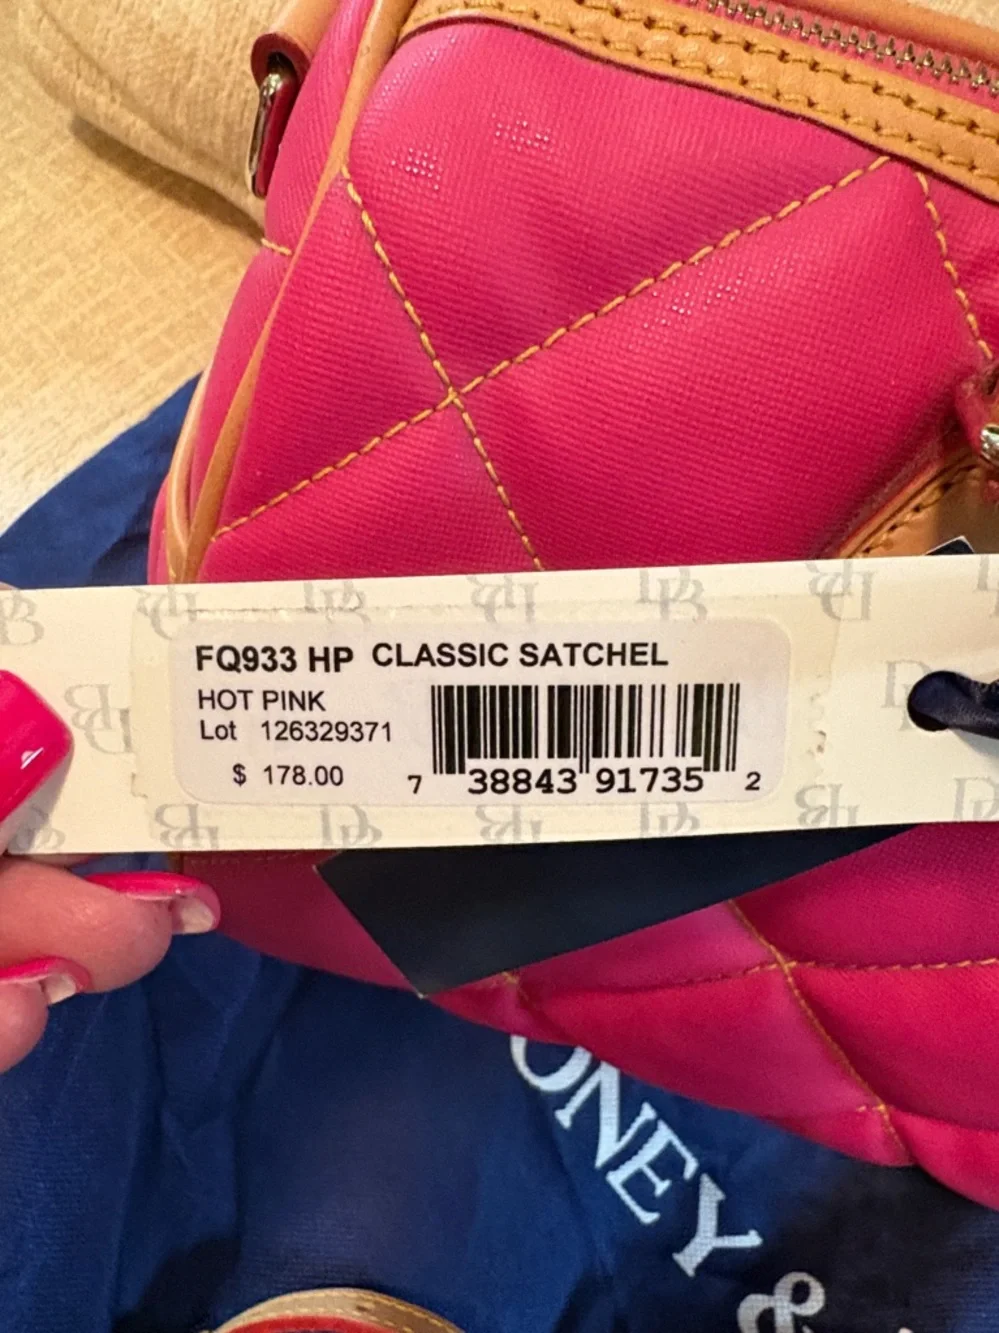 FQ933 HP CLASSIC SATCHEL
HOT PINK
Lot 126329371
$ 178.00
7 38843 91735 2
ONEY &